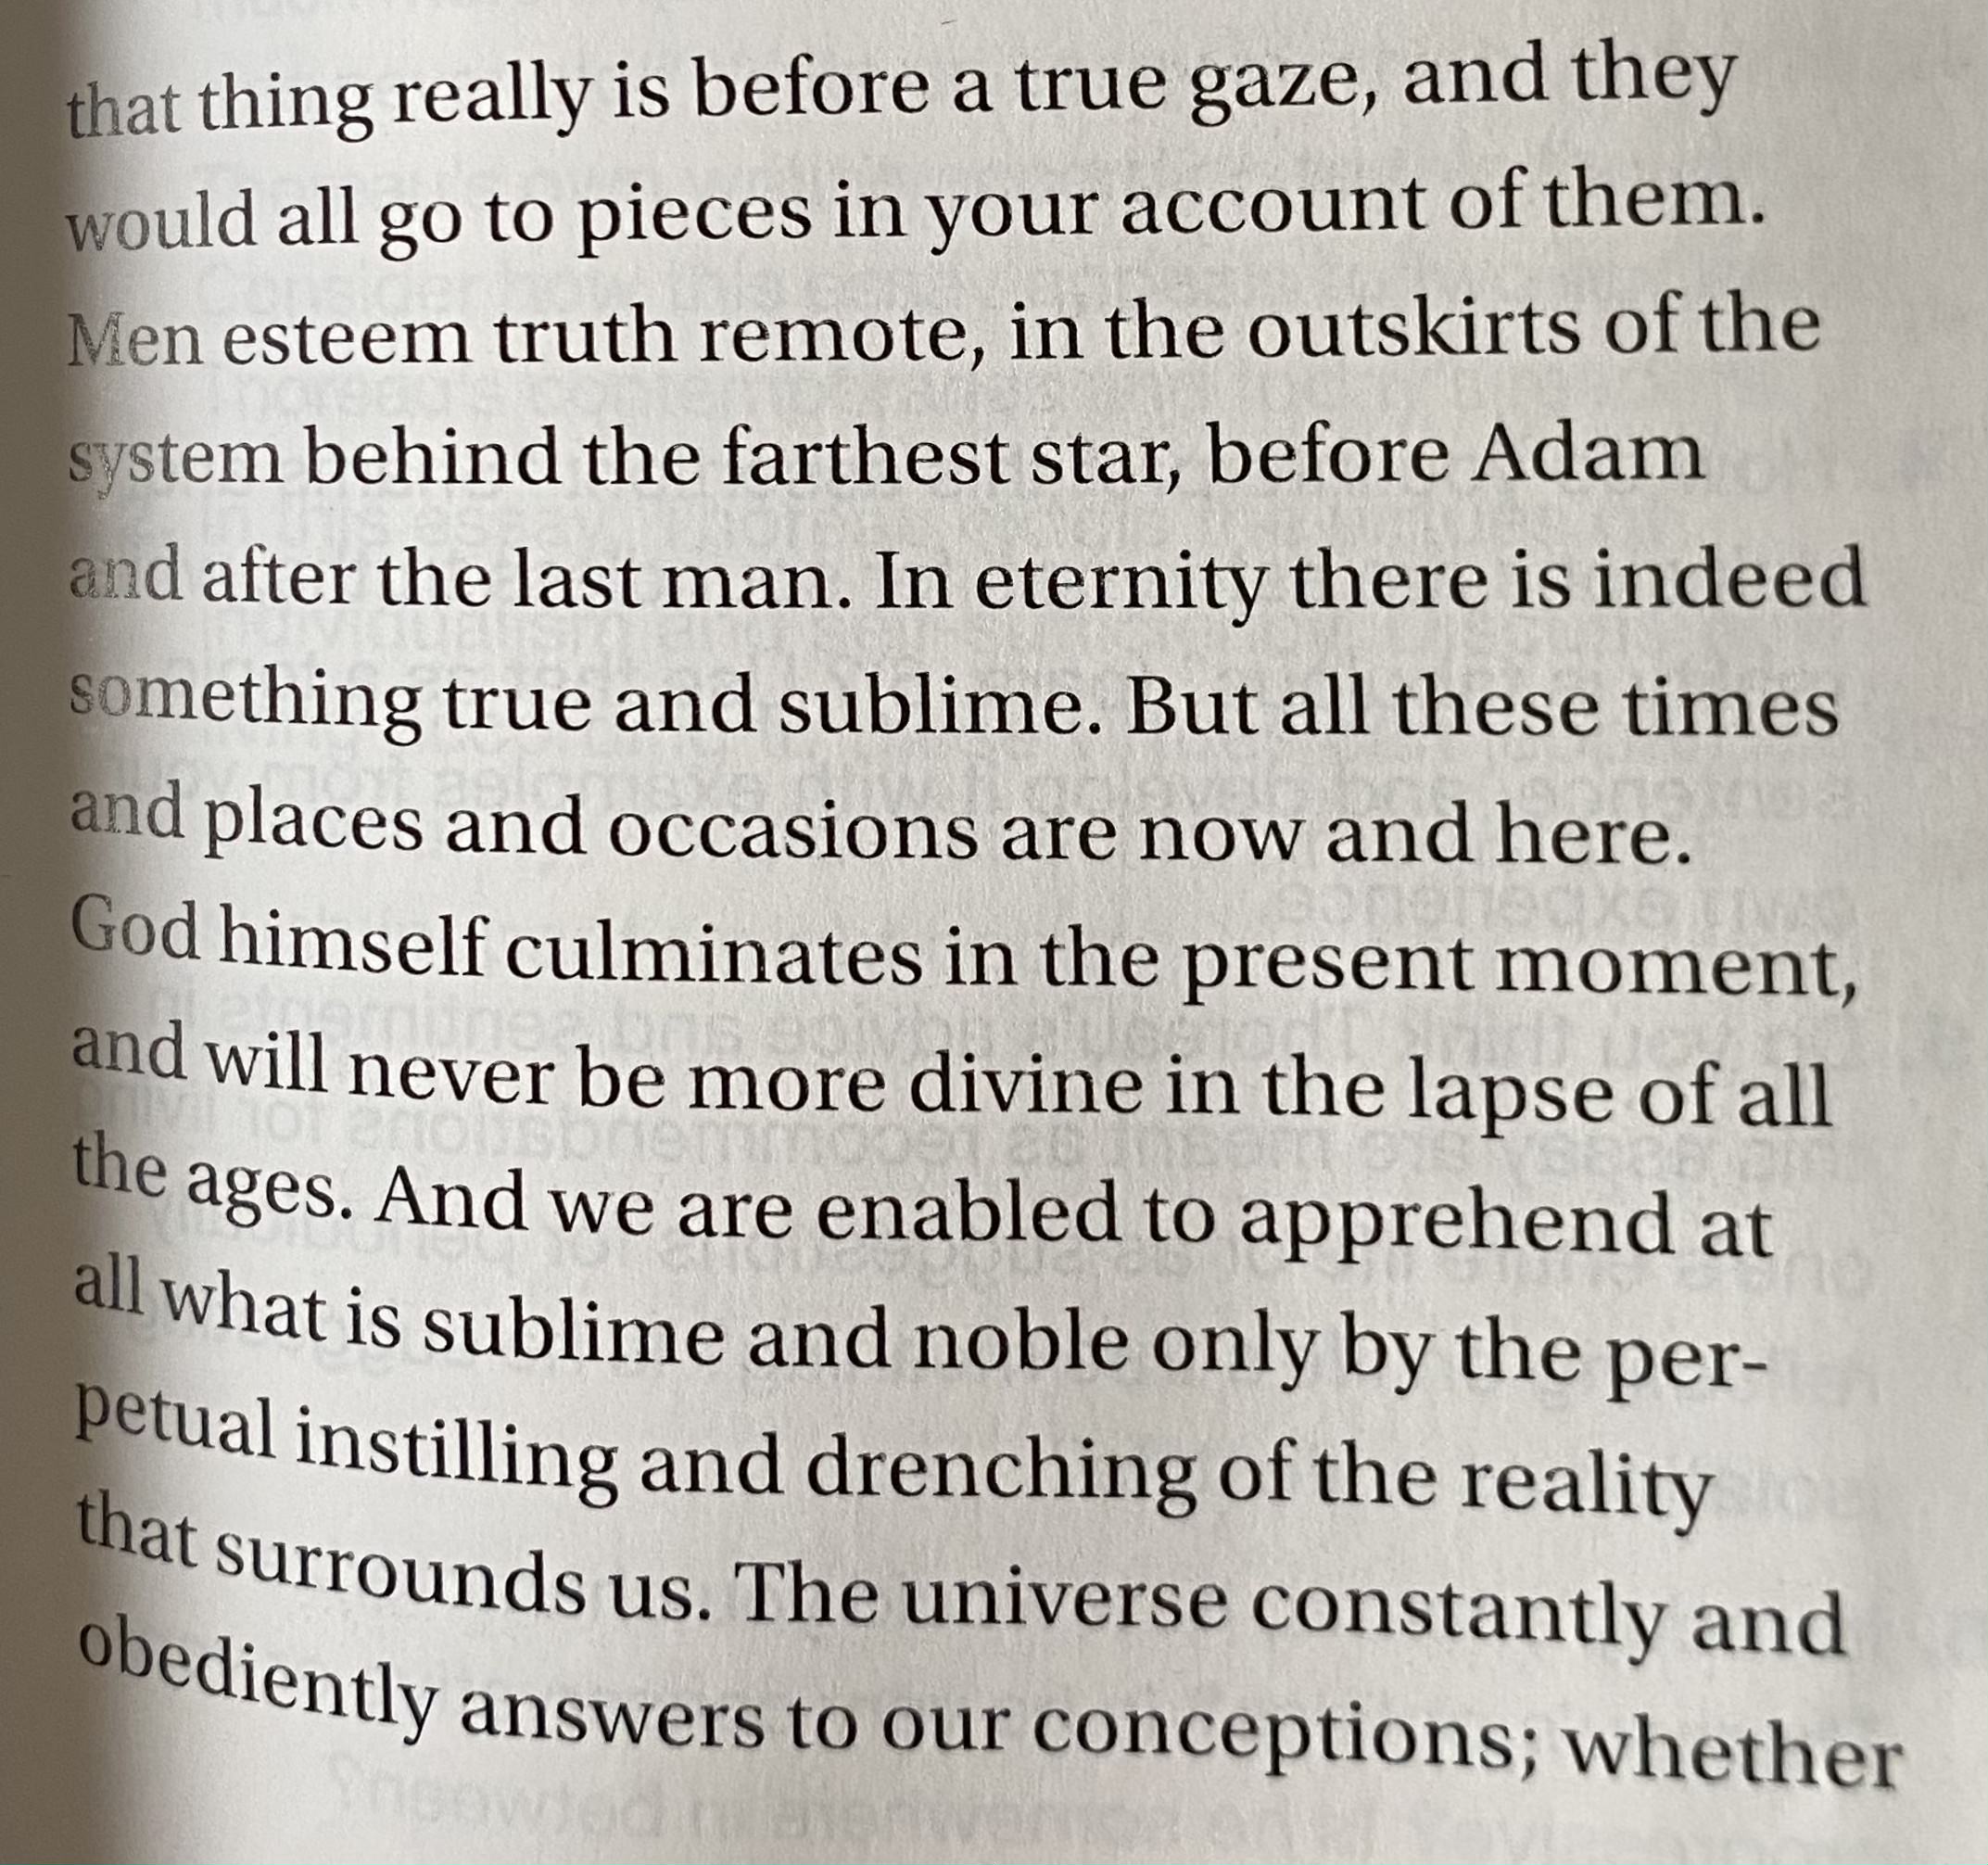 that thing really is before a true gaze, and they
would all go to pieces in your account of them.
Men esteem truth remote, in the outskirts of the
system behind the farthest star, before Adam
and after the last man. In eternity there is indeed
something true and sublime. But all these times
and places and occasions are now and here.
God himself culminates in the present moment,
and will never be more divine in the lapse of all
the ages. And we are enabled to apprehend at
all what is sublime and noble only by the per-
petual instilling and drenching of the reality
that surrounds us. The universe constantly and
obediently answers to our conceptions; whether